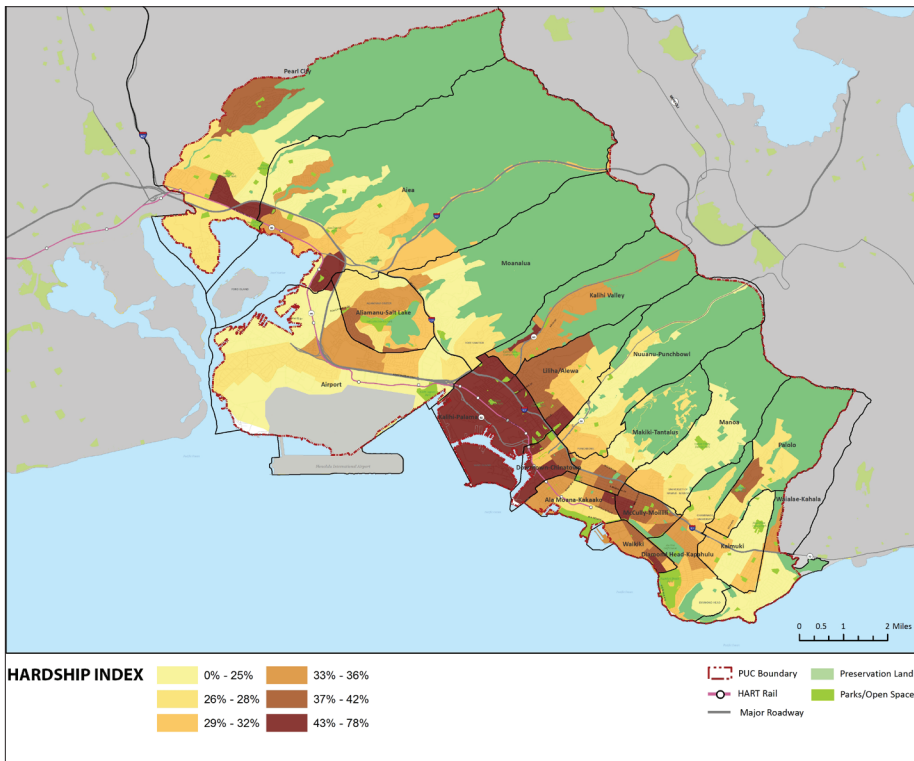 Pearl City
Aiea
Moanalua
Kalihi Valley
Aliamanu-Salt Lake
Nuuanu-Punchbowl
Liliha/Alewa
Airport
Manoa
Makiki-Tantalus
Palolo
Waialae-Kahala
Ala Moana-Kakaako
McCully-Moiliili
Waikiki
Kaimuki
Diamond Head-Kapahulu
0 0.5 1 2 Miles
HARDSHIP INDEX
0% - 25%
26% - 28%
29% - 32%
33% - 36%
37% - 42%
43% - 78%
PUC Boundary
HART Rail
Major Roadway
Preservation Land
Parks/Open Space